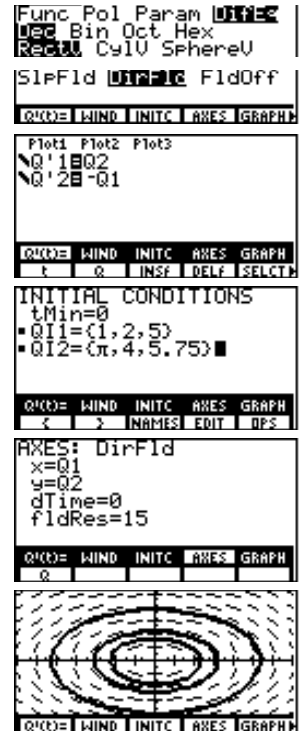 Func Pol Param DifEq
Dec Bin Oct Hex
RectV CylV SphereV
SlpFld DirFld FldOff
Q'(t)= WIND INITC AXES GRAPH▶
Plot1 Plot2 Plot3
\Q'1=Q2
\Q'2=-Q1
Q'(t)= WIND INITC AXES GRAPH
t Q INSf DELf SELCT▶
INITIAL CONDITIONS
tMin=0
▪QI1={1,2,5}
▪QI2={π,4,5.75}
Q'(t)= WIND INITC AXES GRAPH
{ } NAMES EDIT OPS
AXES: DirFld
x=Q1
y=Q2
dTime=0
fldRes=15
Q'(t)= WIND INITC AXES GRAPH
Q
Q'(t)= WIND INITC AXES GRAPH▶